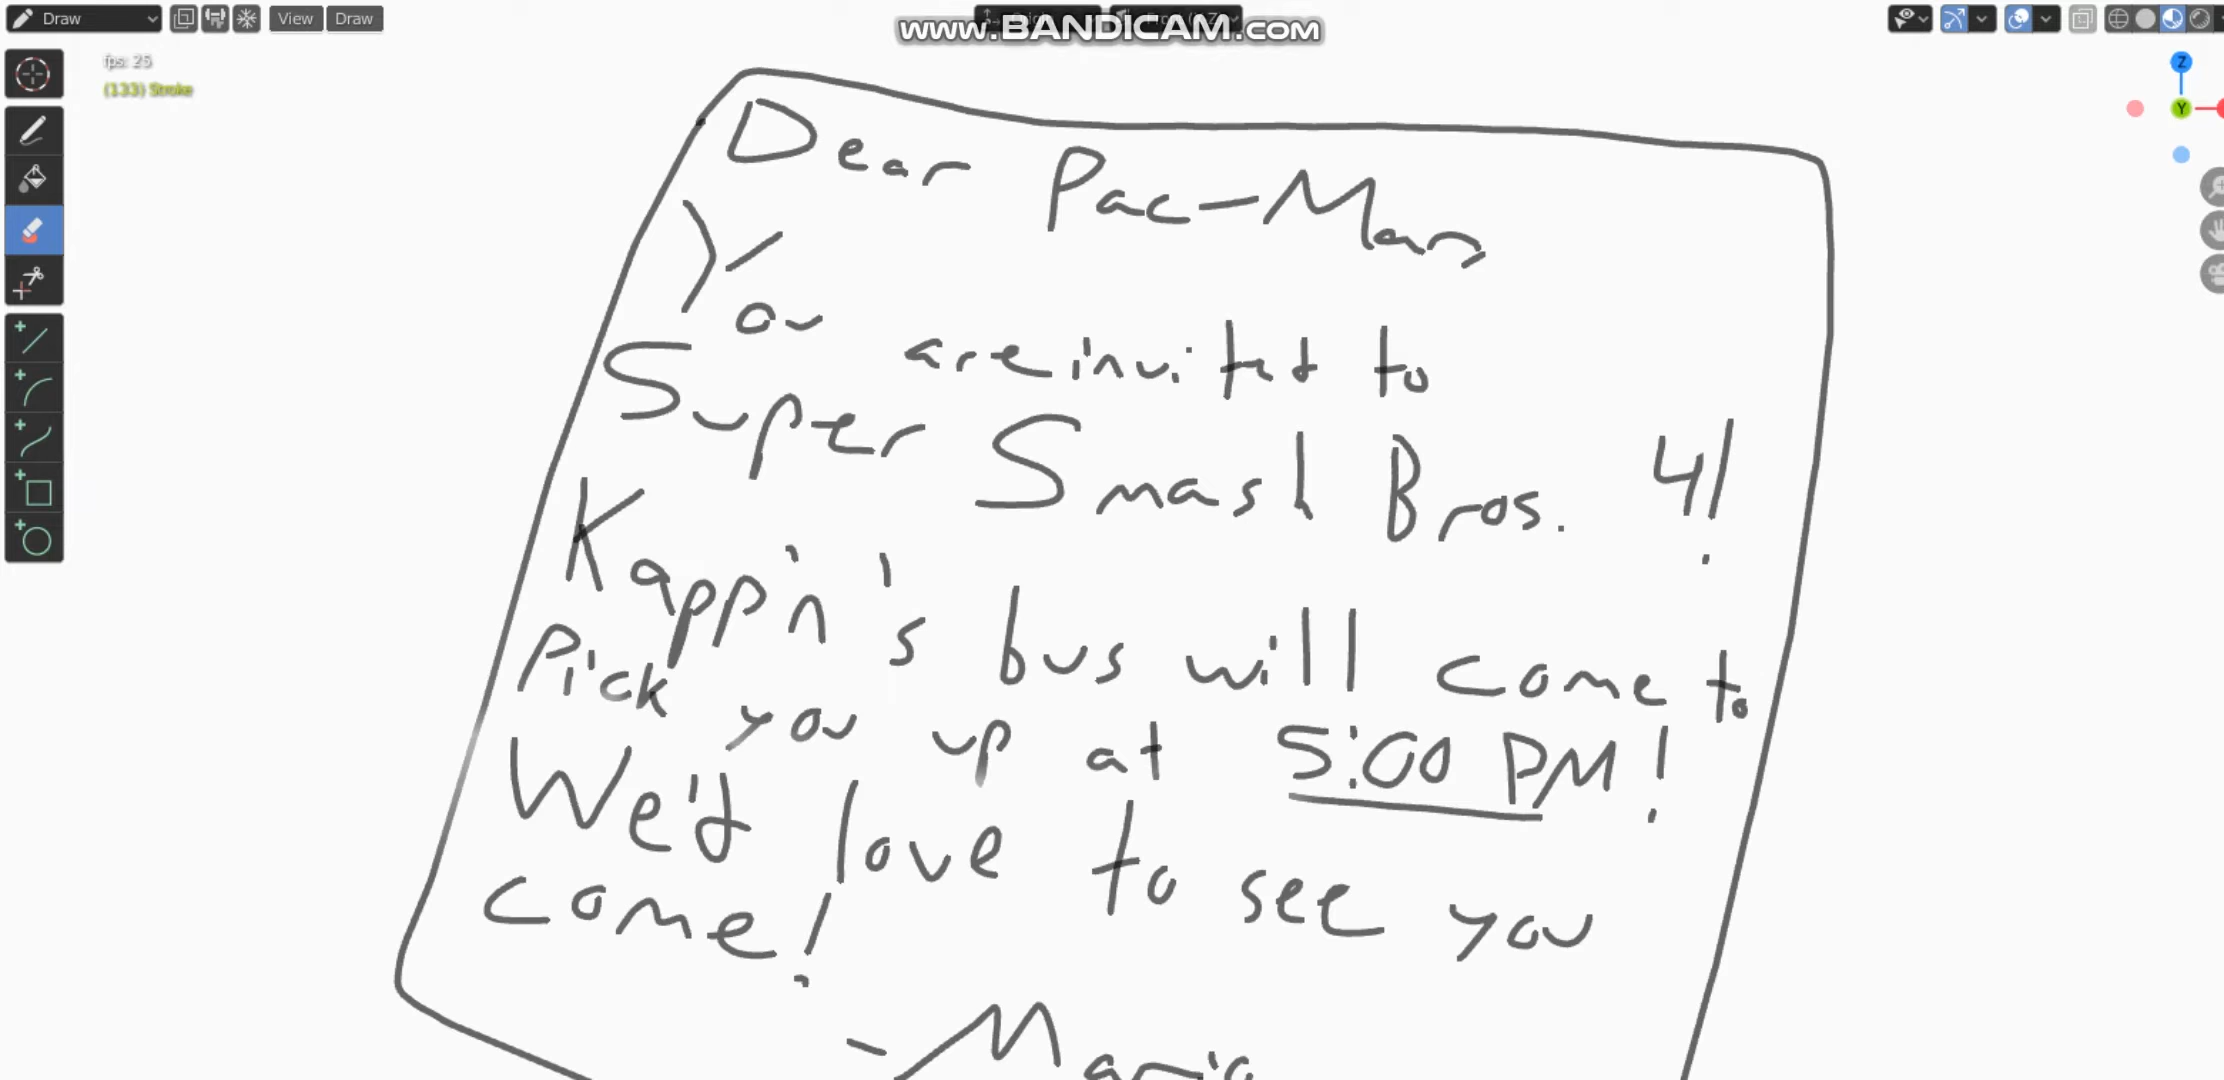 Draw View Draw
www.BANDICAM.com
fps: 25
(133) Stroke
Z
Y
Dear Pac-Man
You are invited to
Super Smash Bros. 4!
Kapp'n's bus will come to
Pick you up at 5:00 PM!
We'd love to see you
come!
-Mario